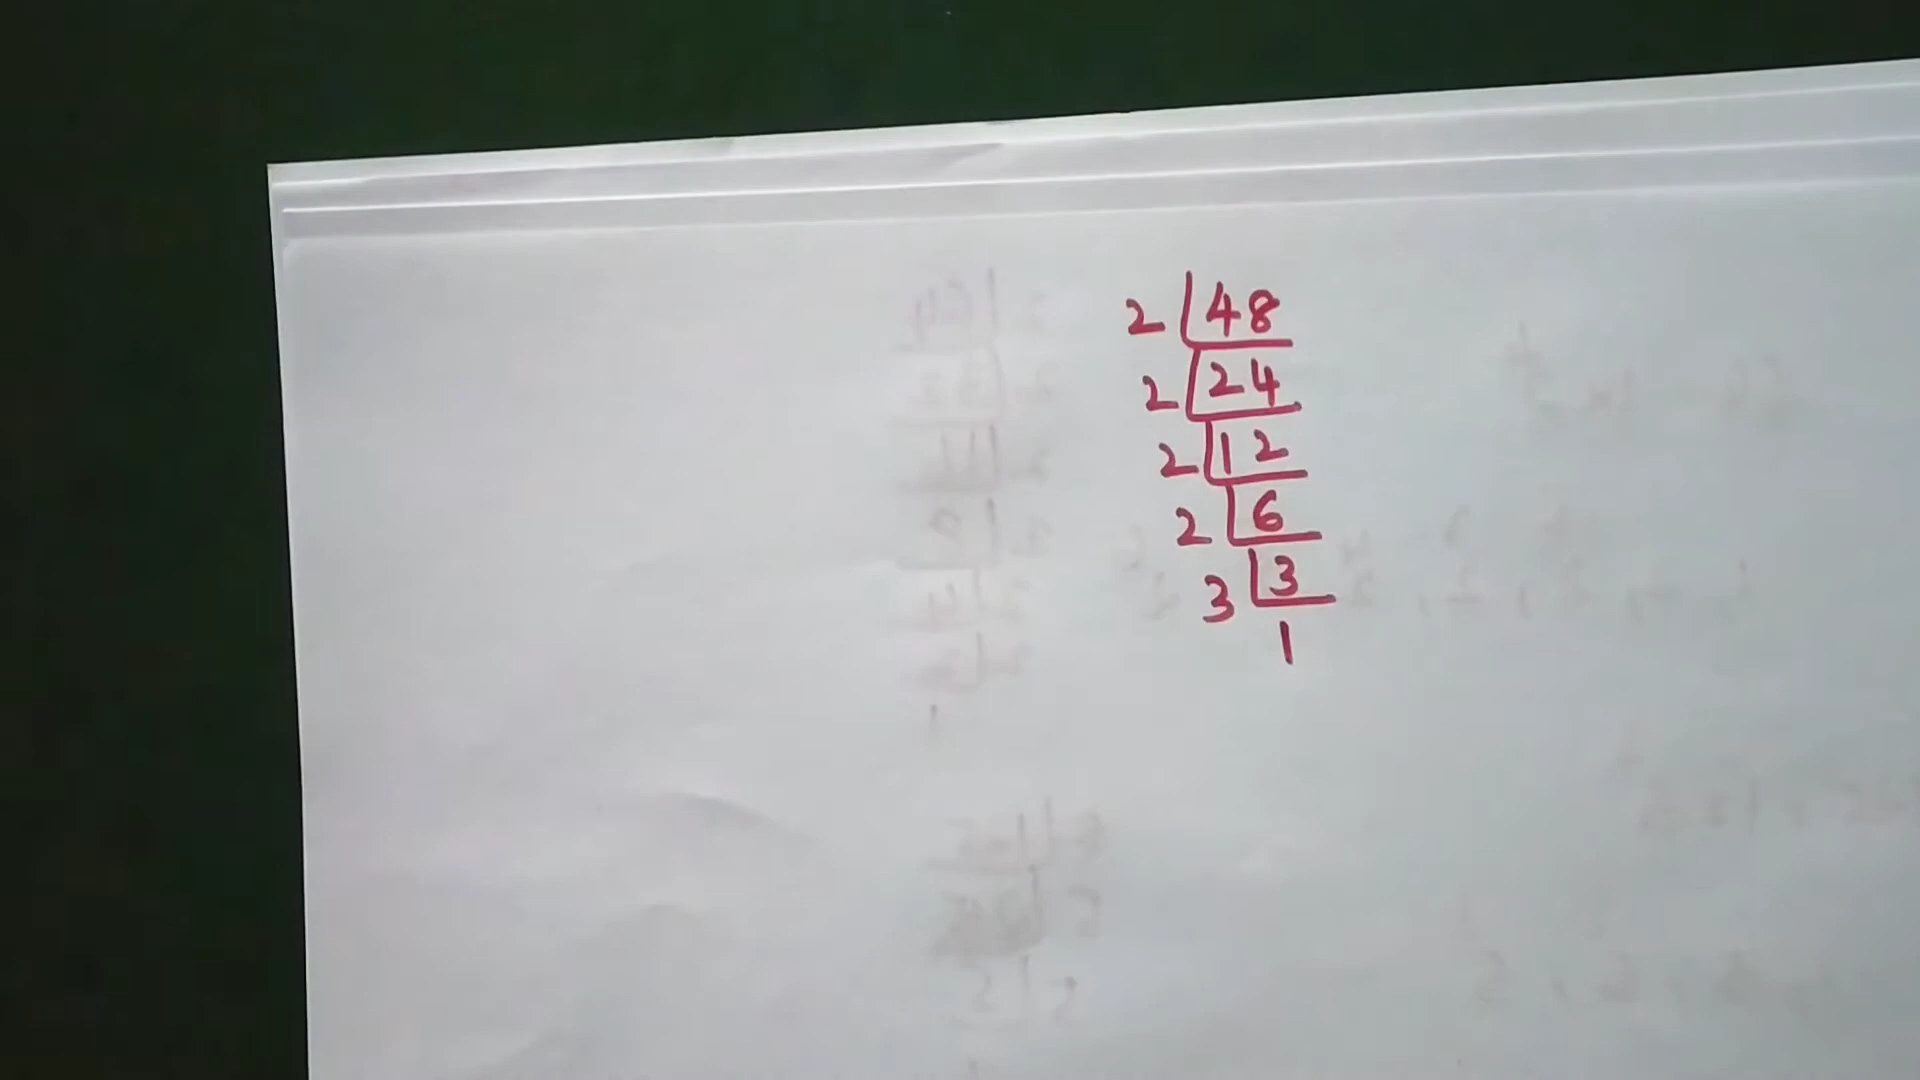 2 | 48
2 | 24
2 | 12
2 | 6
3 | 3
1